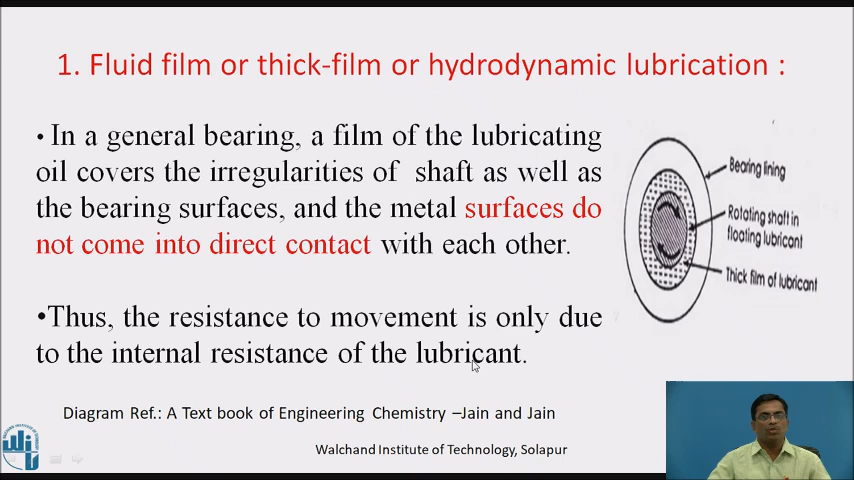 1. Fluid film or thick-film or hydrodynamic lubrication :
• In a general bearing, a film of the lubricating
oil covers the irregularities of shaft as well as
the bearing surfaces, and the metal surfaces do
not come into direct contact with each other.
•Thus, the resistance to movement is only due
to the internal resistance of the lubricant.
Bearing lining
Rotating shaft in
floating lubricant
Thick film of lubricant
Diagram Ref.: A Text book of Engineering Chemistry –Jain and Jain
Walchand Institute of Technology, Solapur